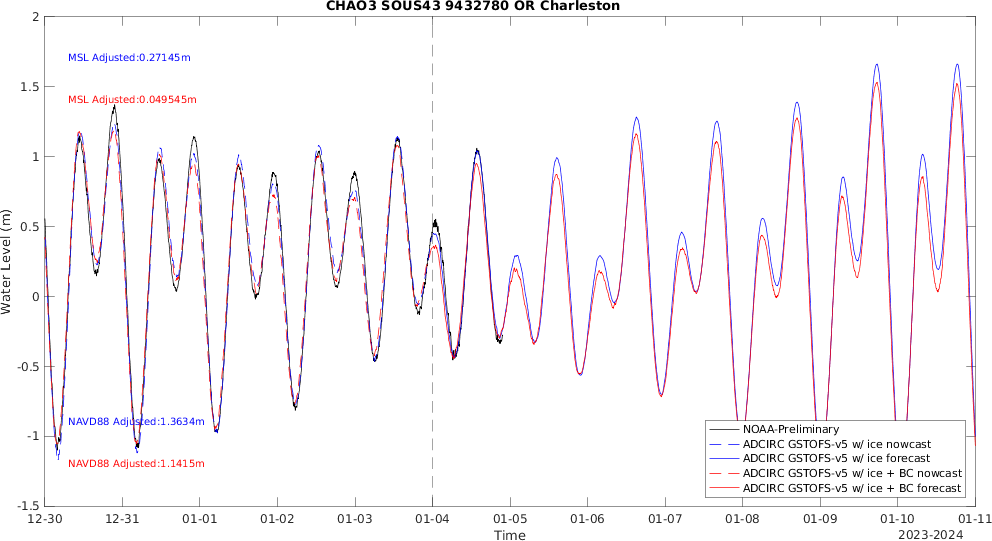 CHAO3 SOUS43 9432780 OR Charleston
2
1.5
1
0.5
0
-0.5
-1
-1.5
Water Level (m)
MSL Adjusted:0.27145m
MSL Adjusted:0.049545m
NAVD88 Adjusted:1.3634m
NAVD88 Adjusted:1.1415m
NOAA-Preliminary
ADCIRC GSTOFS-v5 w/ ice nowcast
ADCIRC GSTOFS-v5 w/ ice forecast
ADCIRC GSTOFS-v5 w/ ice + BC nowcast
ADCIRC GSTOFS-v5 w/ ice + BC forecast
12-30 12-31 01-01 01-02 01-03 01-04 01-05 01-06 01-07 01-08 01-09 01-10 01-11
Time
2023-2024